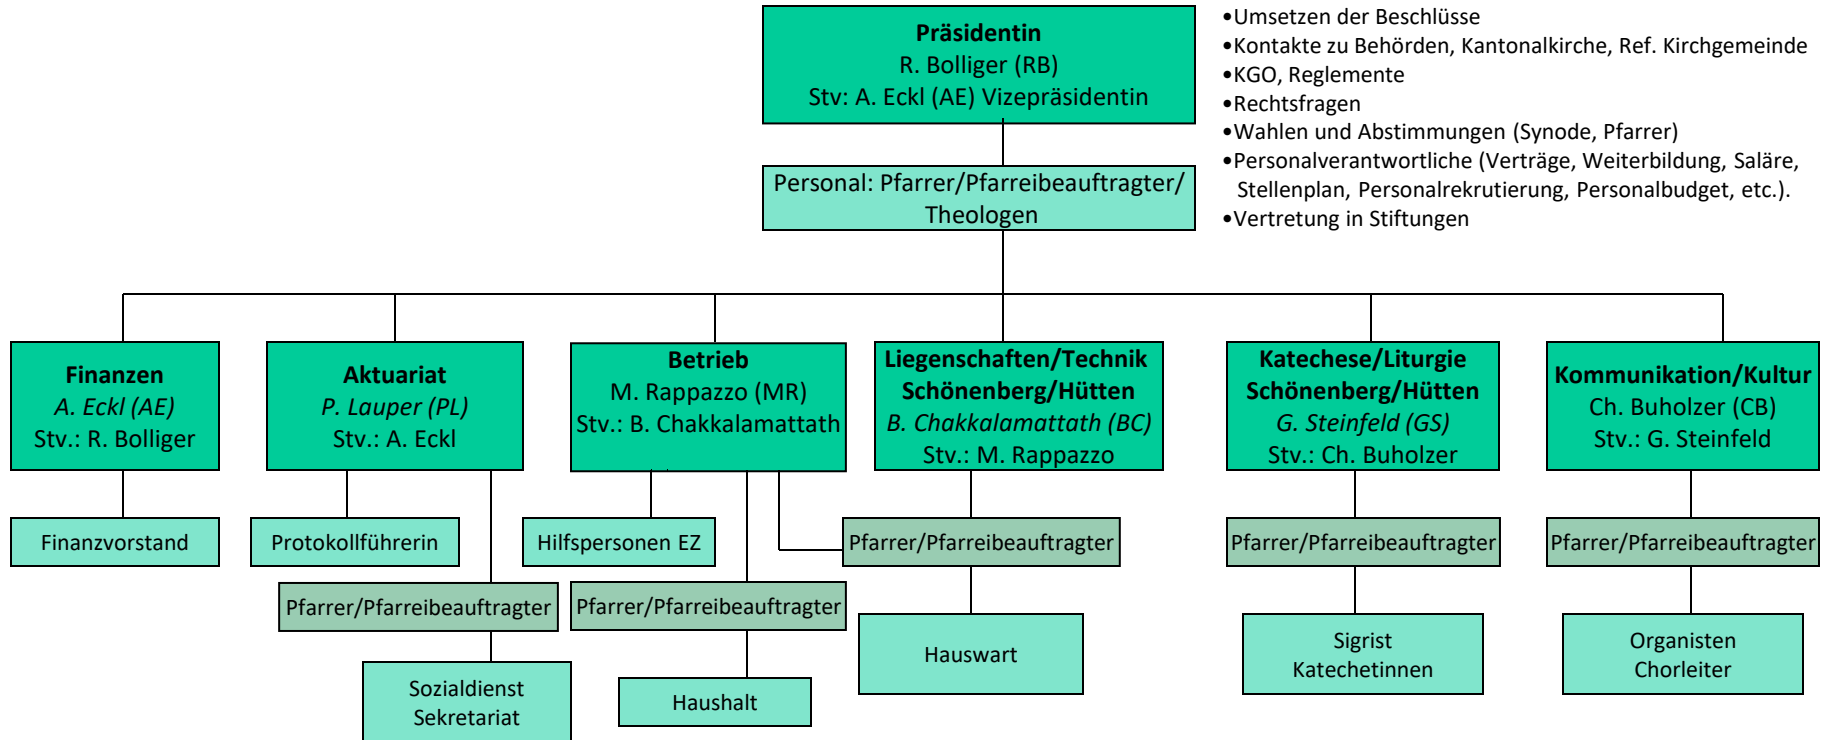 Präsidentin
R. Bolliger (RB)
Stv: A. Eckl (AE) Vizepräsidentin
•Umsetzen der Beschlüsse
•Kontakte zu Behörden, Kantonalkirche, Ref. Kirchgemeinde
•KGO, Reglemente
•Rechtsfragen
•Wahlen und Abstimmungen (Synode, Pfarrer)
•Personalverantwortliche (Verträge, Weiterbildung, Saläre,
Stellenplan, Personalrekrutierung, Personalbudget, etc.).
•Vertretung in Stiftungen
Personal: Pfarrer/Pfarreibeauftragter/
Theologen
Finanzen
A. Eckl (AE)
Stv.: R. Bolliger
Aktuariat
P. Lauper (PL)
Stv.: A. Eckl
Betrieb
M. Rappazzo (MR)
Stv.: B. Chakkalamattath
Liegenschaften/Technik
Schönenberg/Hütten
B. Chakkalamattath (BC)
Stv.: M. Rappazzo
Katechese/Liturgie
Schönenberg/Hütten
G. Steinfeld (GS)
Stv.: Ch. Buholzer
Kommunikation/Kultur
Ch. Buholzer (CB)
Stv.: G. Steinfeld
Finanzvorstand
Protokollführerin
Hilfspersonen EZ
Pfarrer/Pfarreibeauftragter
Pfarrer/Pfarreibeauftragter
Pfarrer/Pfarreibeauftragter
Pfarrer/Pfarreibeauftragter
Pfarrer/Pfarreibeauftragter
Hauswart
Sigrist
Katechetinnen
Organisten
Chorleiter
Sozialdienst
Sekretariat
Haushalt